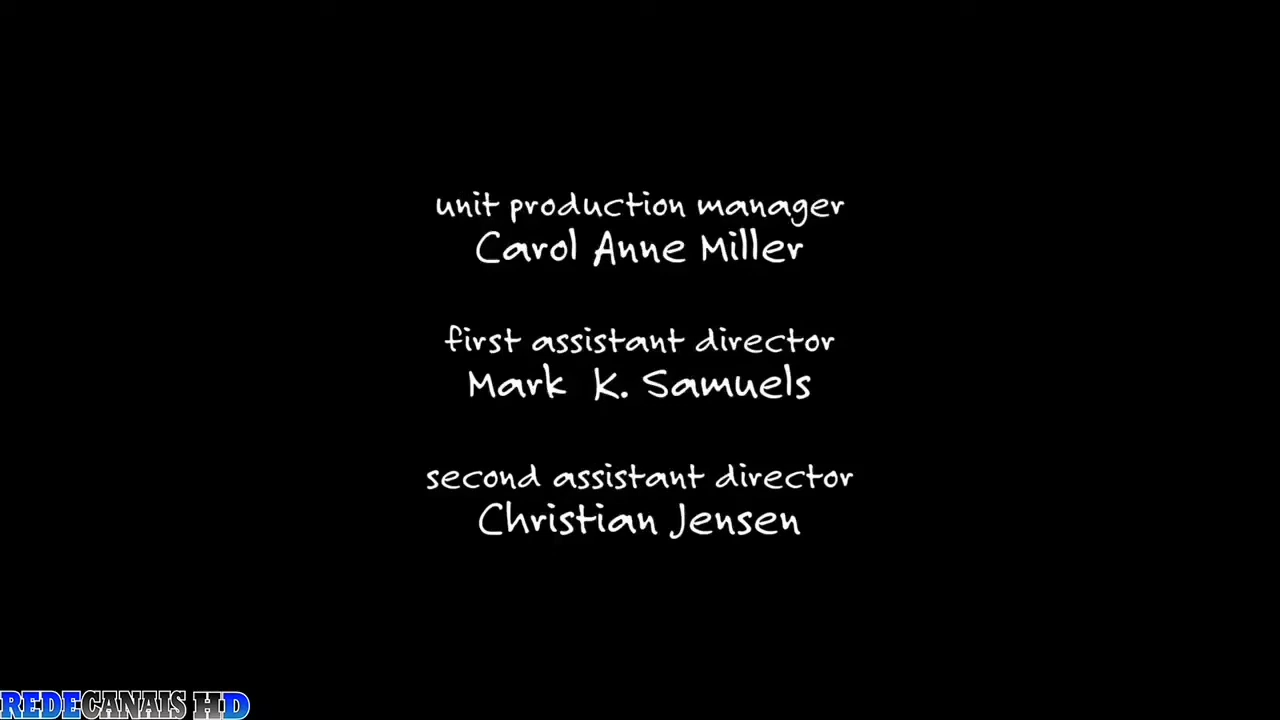 unit production manager
Carol Anne Miller
first assistant director
Mark K. Samuels
second assistant director
Christian Jensen
REDECANAIS HD